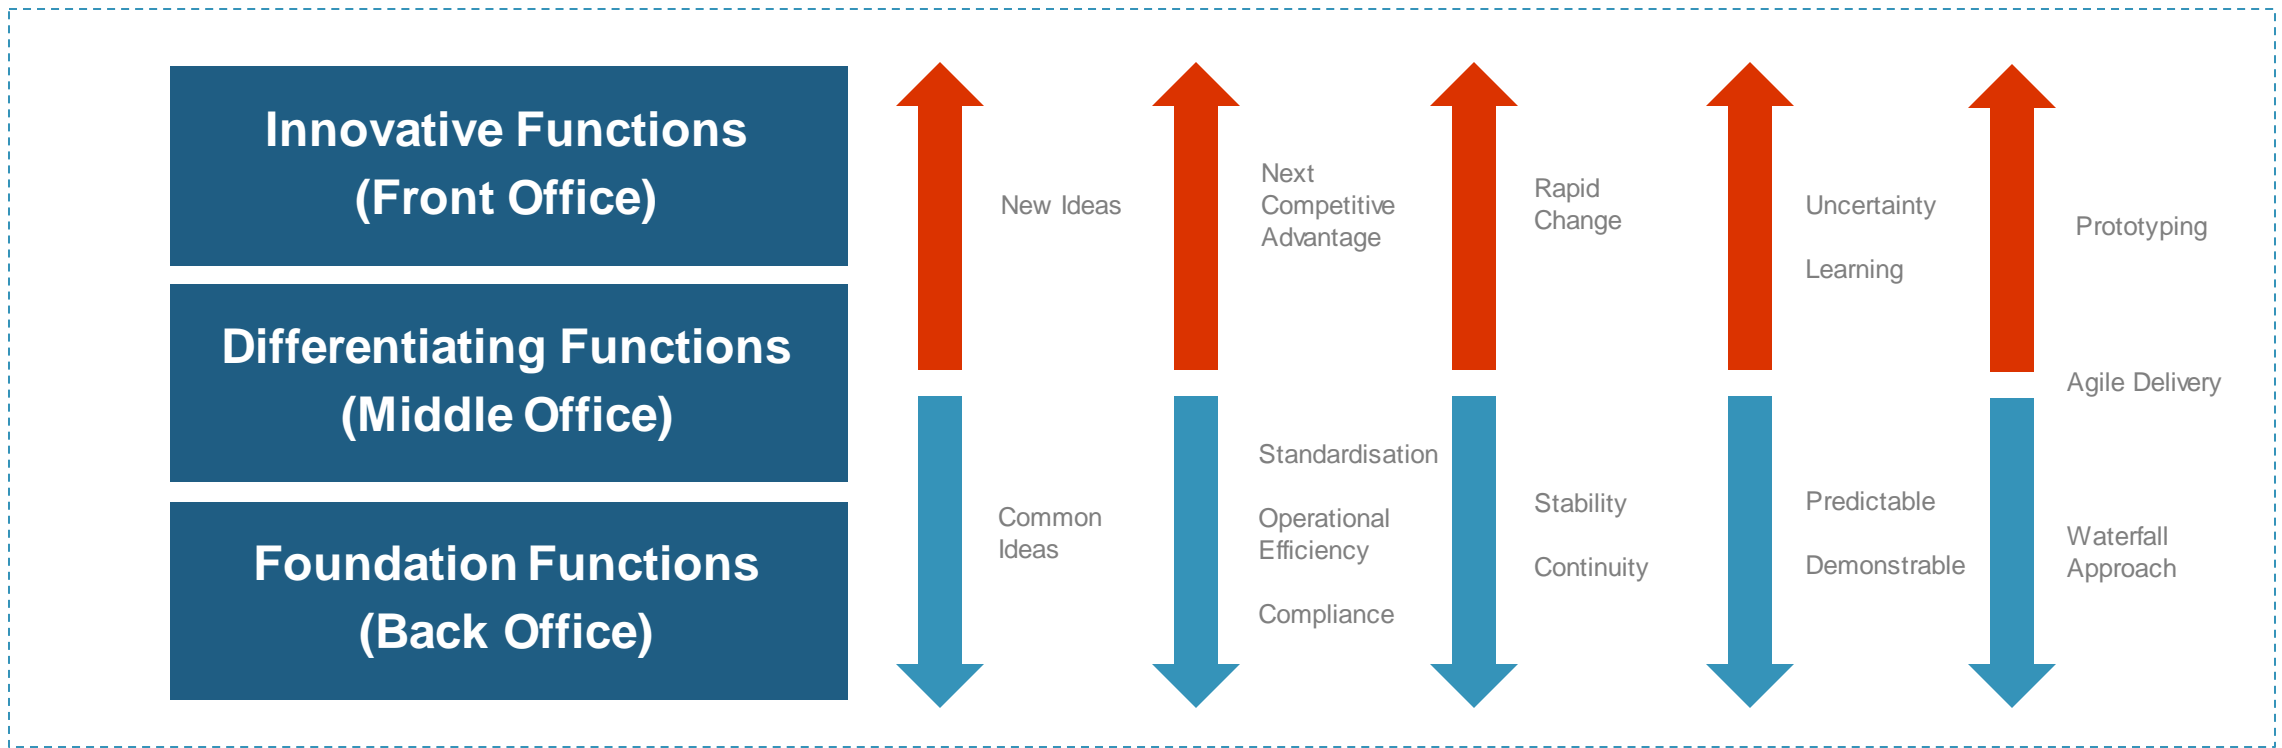 Innovative Functions
(Front Office)
Differentiating Functions
(Middle Office)
Foundation Functions
(Back Office)
New Ideas
Common
Ideas
Next
Competitive
Advantage
Standardisation
Operational
Efficiency
Compliance
Rapid
Change
Stability
Continuity
Uncertainty
Learning
Predictable
Demonstrable
Prototyping
Agile Delivery
Waterfall
Approach